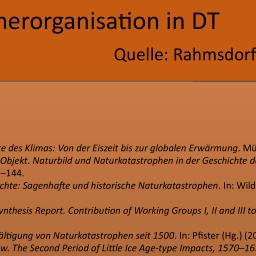 nerorganisation in DT
Quelle: Rahmsdorf
te des Klimas: Von der Eiszeit bis zur globalen Erwärmung. Mü
Objekt. Naturbild und Naturkatastrophen in der Geschichte d
–144.
chte: Sagenhafte und historische Naturkatastrophen. In: Wild
ynthesis Report. Contribution of Working Groups I, II and III to
ältigung von Naturkatastrophen seit 1500. In: Pfister (Hg.) (20
w. The Second Period of Little Ice Age-type Impacts, 1570–16